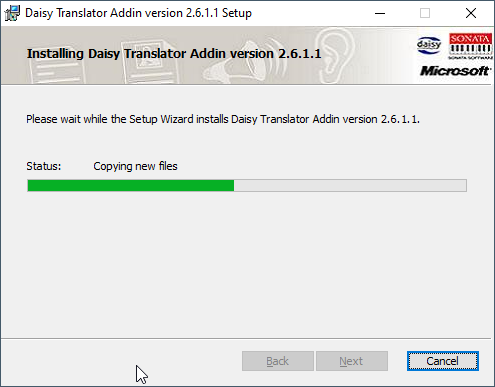 Daisy Translator Addin version 2.6.1.1 Setup
Installing Daisy Translator Addin version 2.6.1.1
daisy
SONATA
SONATA SOFTWARE
Microsoft
Please wait while the Setup Wizard installs Daisy Translator Addin version 2.6.1.1.
Status: Copying new files
Back Next Cancel